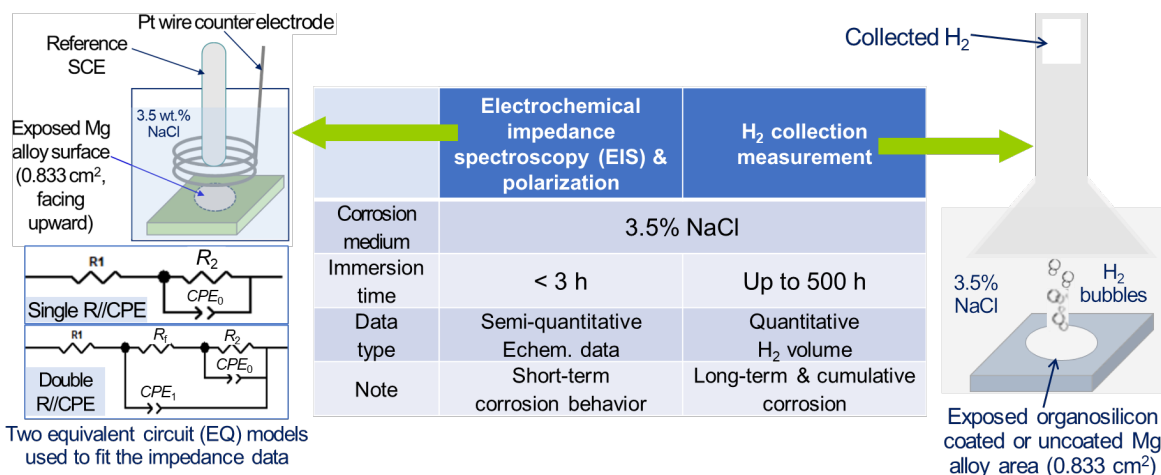 Pt wire counter electrode
Reference
SCE
3.5 wt.%
NaCl
Exposed Mg
alloy surface
(0.833 cm², 
facing
upward)
R1
R₂
CPE₀
Single R//CPE
R1
Rf
R₂
CPE₀
CPE₁
Double
R//CPE
Two equivalent circuit (EQ) models
used to fit the impedance data
Electrochemical
impedance
spectroscopy (EIS) &
polarization
H₂ collection
measurement
Corrosion
medium
3.5% NaCl
Immersion
time
< 3 h
Up to 500 h
Data
type
Semi-quantitative
Echem. data
Quantitative
H₂ volume
Note
Short-term
corrosion behavior
Long-term & cumulative
corrosion
Collected H₂
3.5%
NaCl
H₂
bubbles
Exposed organosilicon
coated or uncoated Mg
alloy area (0.833 cm²)